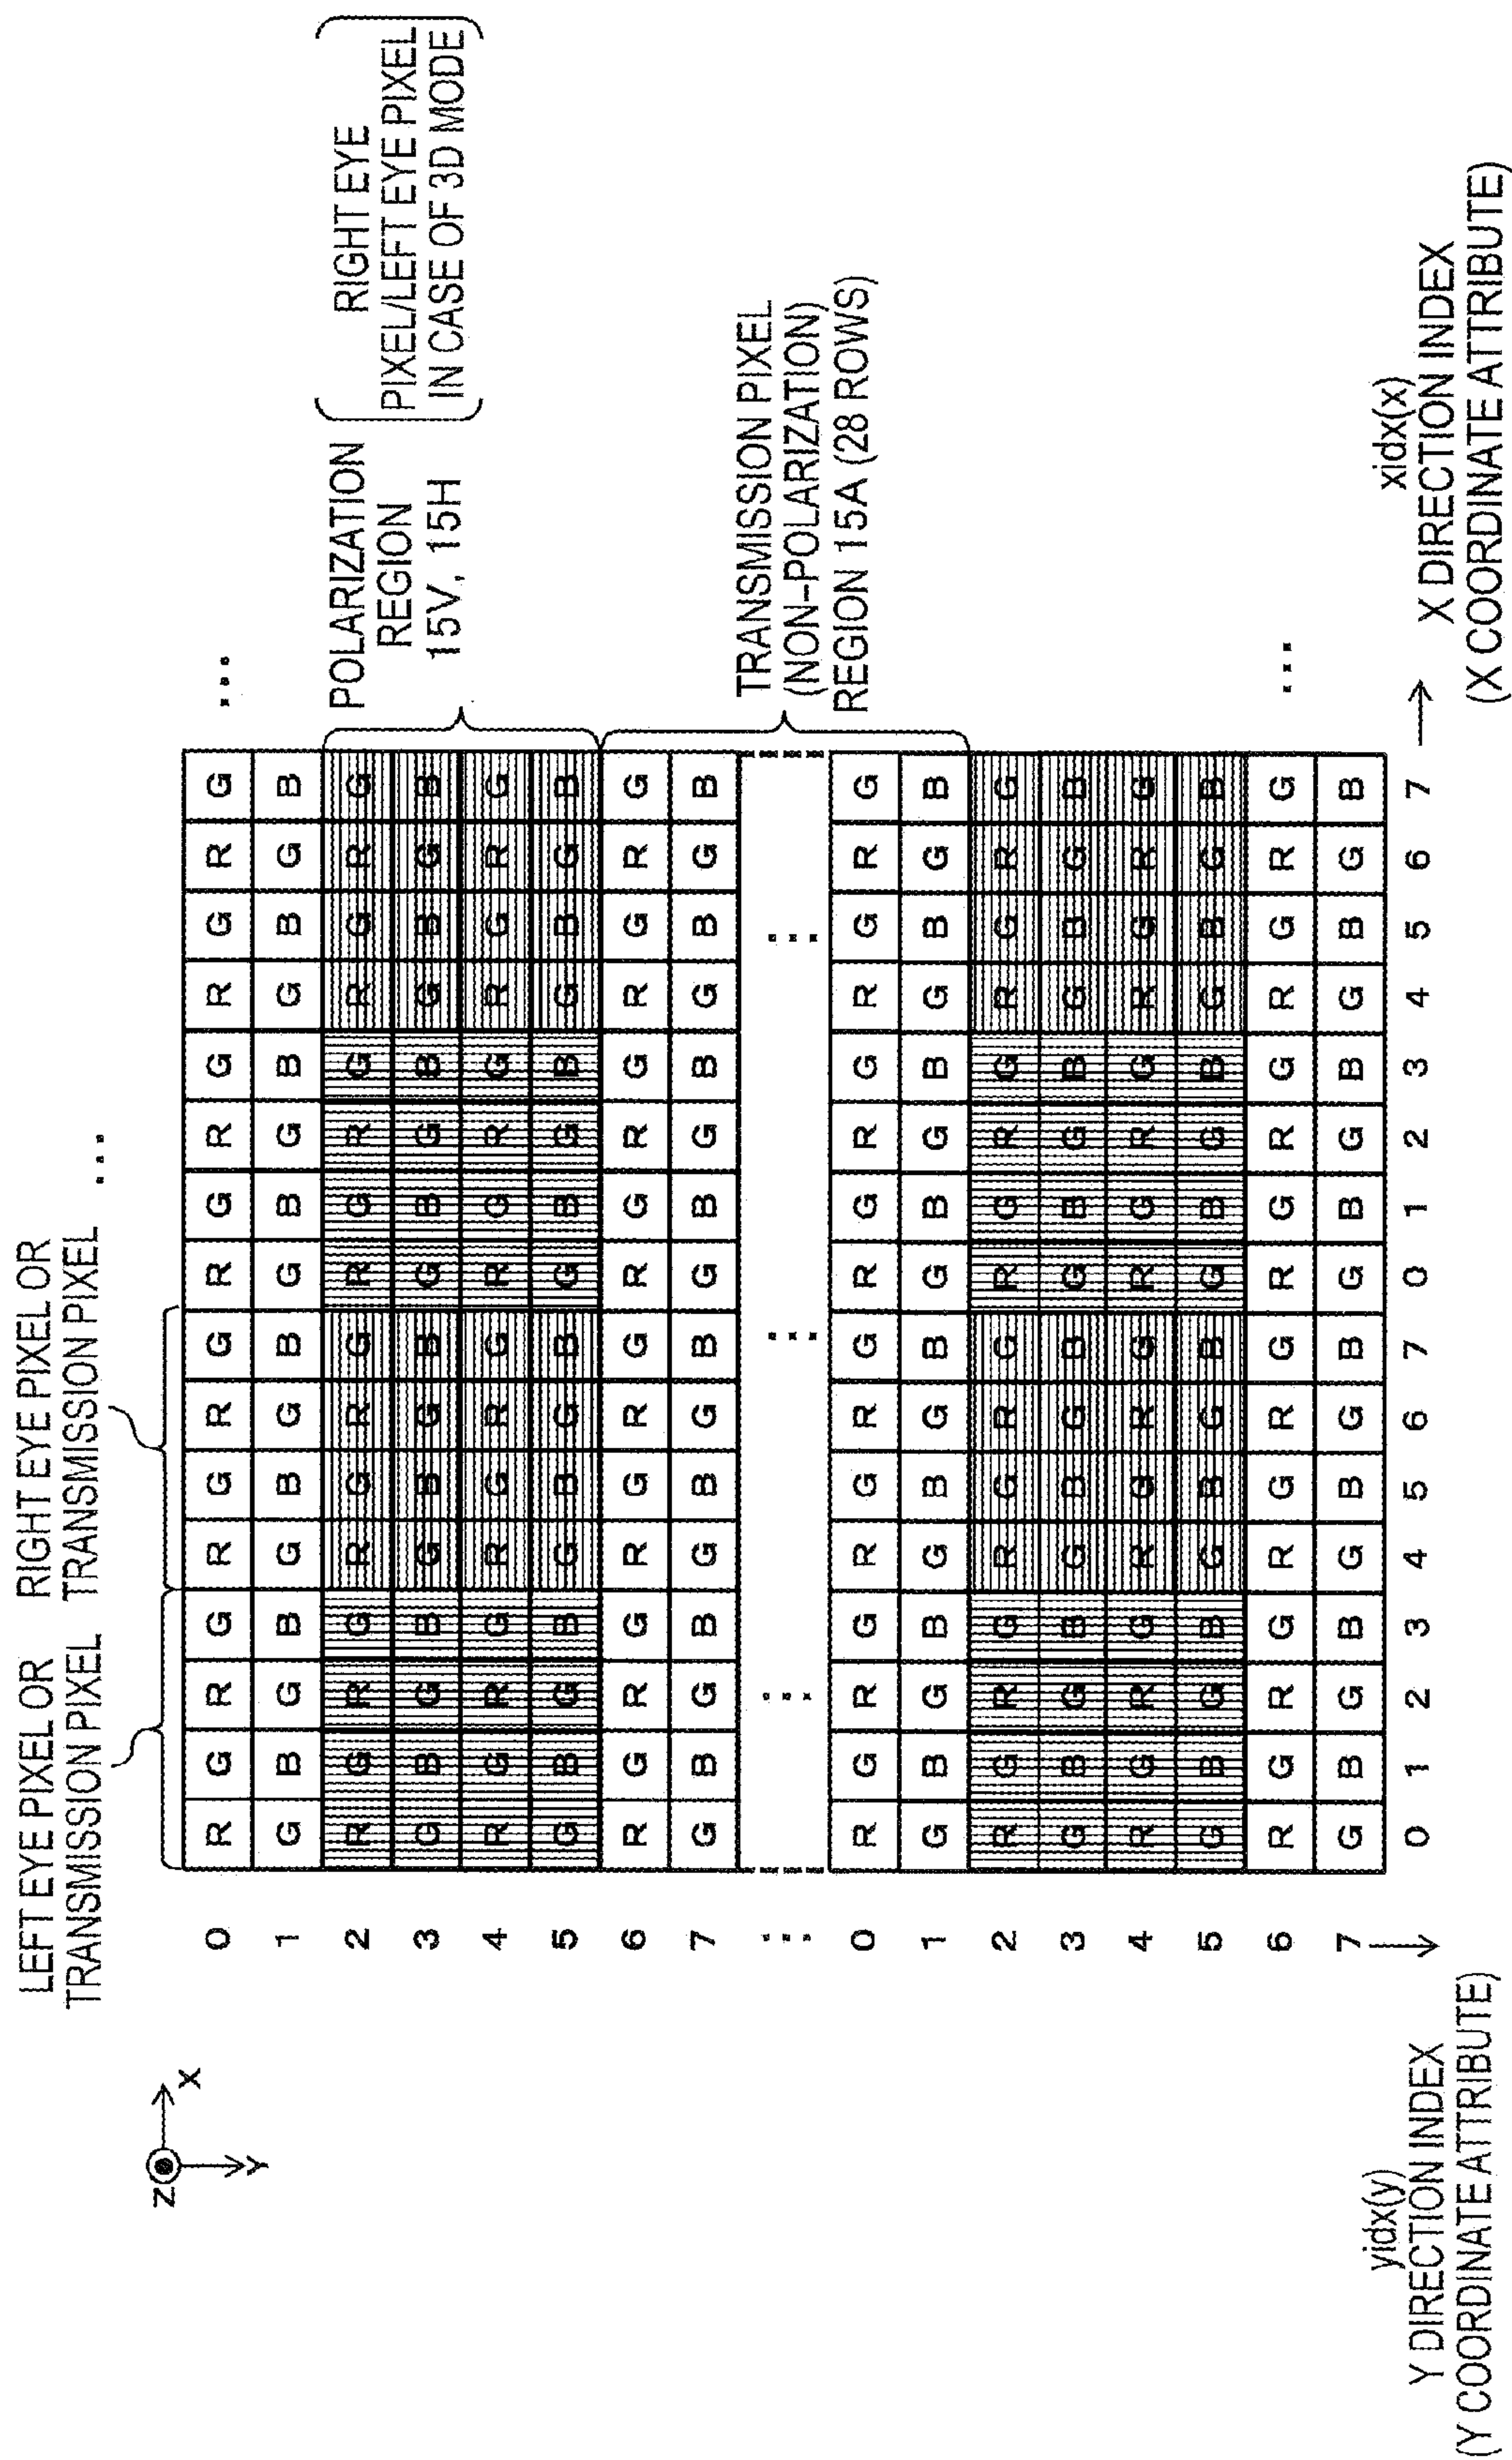 LEFT EYE PIXEL OR
TRANSMISSION PIXEL
RIGHT EYE PIXEL OR
TRANSMISSION PIXEL
...
Z X
Y
0 R G R G R G R G R G R G R G R G ...
1 G B G B G B G B G B G B G B G B
2 R G R G R G R G R G R G R G R G
3 G B G B G B G B G B G B G B G B
4 R G R G R G R G R G R G R G R G
5 G B G B G B G B G B G B G B G B
6 R G R G R G R G R G R G R G R G
7 G B G B G B G B G B G B G B G B
... ... ... ...
0 R G R G R G R G R G R G R G R G
1 G B G B G B G B G B G B G B G B
2 R G R G R G R G R G R G R G R G
3 G B G B G B G B G B G B G B G B
4 R G R G R G R G R G R G R G R G
5 G B G B G B G B G B G B G B G B
6 R G R G R G R G R G R G R G R G ...
7 G B G B G B G B G B G B G B G B
0 1 2 3 4 5 6 7 0 1 2 3 4 5 6 7
POLARIZATION
REGION
15V, 15H
RIGHT EYE
PIXEL/LEFT EYE PIXEL
IN CASE OF 3D MODE
TRANSMISSION PIXEL
(NON-POLARIZATION)
REGION 15A (28 ROWS)
yidx(y)
Y DIRECTION INDEX
(Y COORDINATE ATTRIBUTE)
xidx(x)
X DIRECTION INDEX
(X COORDINATE ATTRIBUTE)